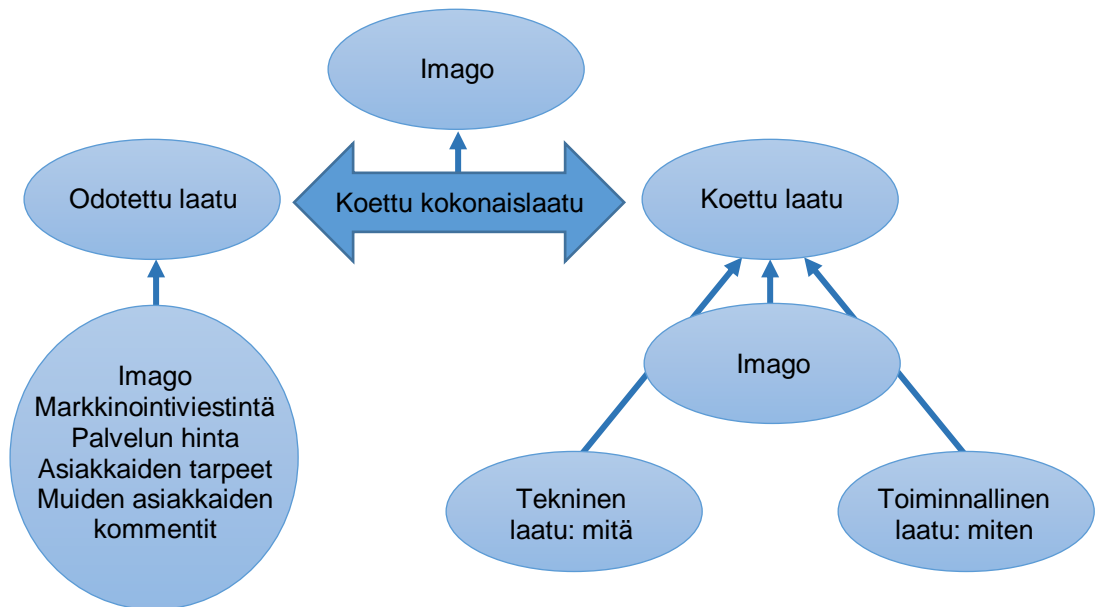 Imago
Odotettu laatu
Koettu kokonaislaatu
Koettu laatu
Imago
Markkinointiviestintä
Palvelun hinta
Asiakkaiden tarpeet
Muiden asiakkaiden
kommentit
Imago
Tekninen
laatu: mitä
Toiminnallinen
laatu: miten